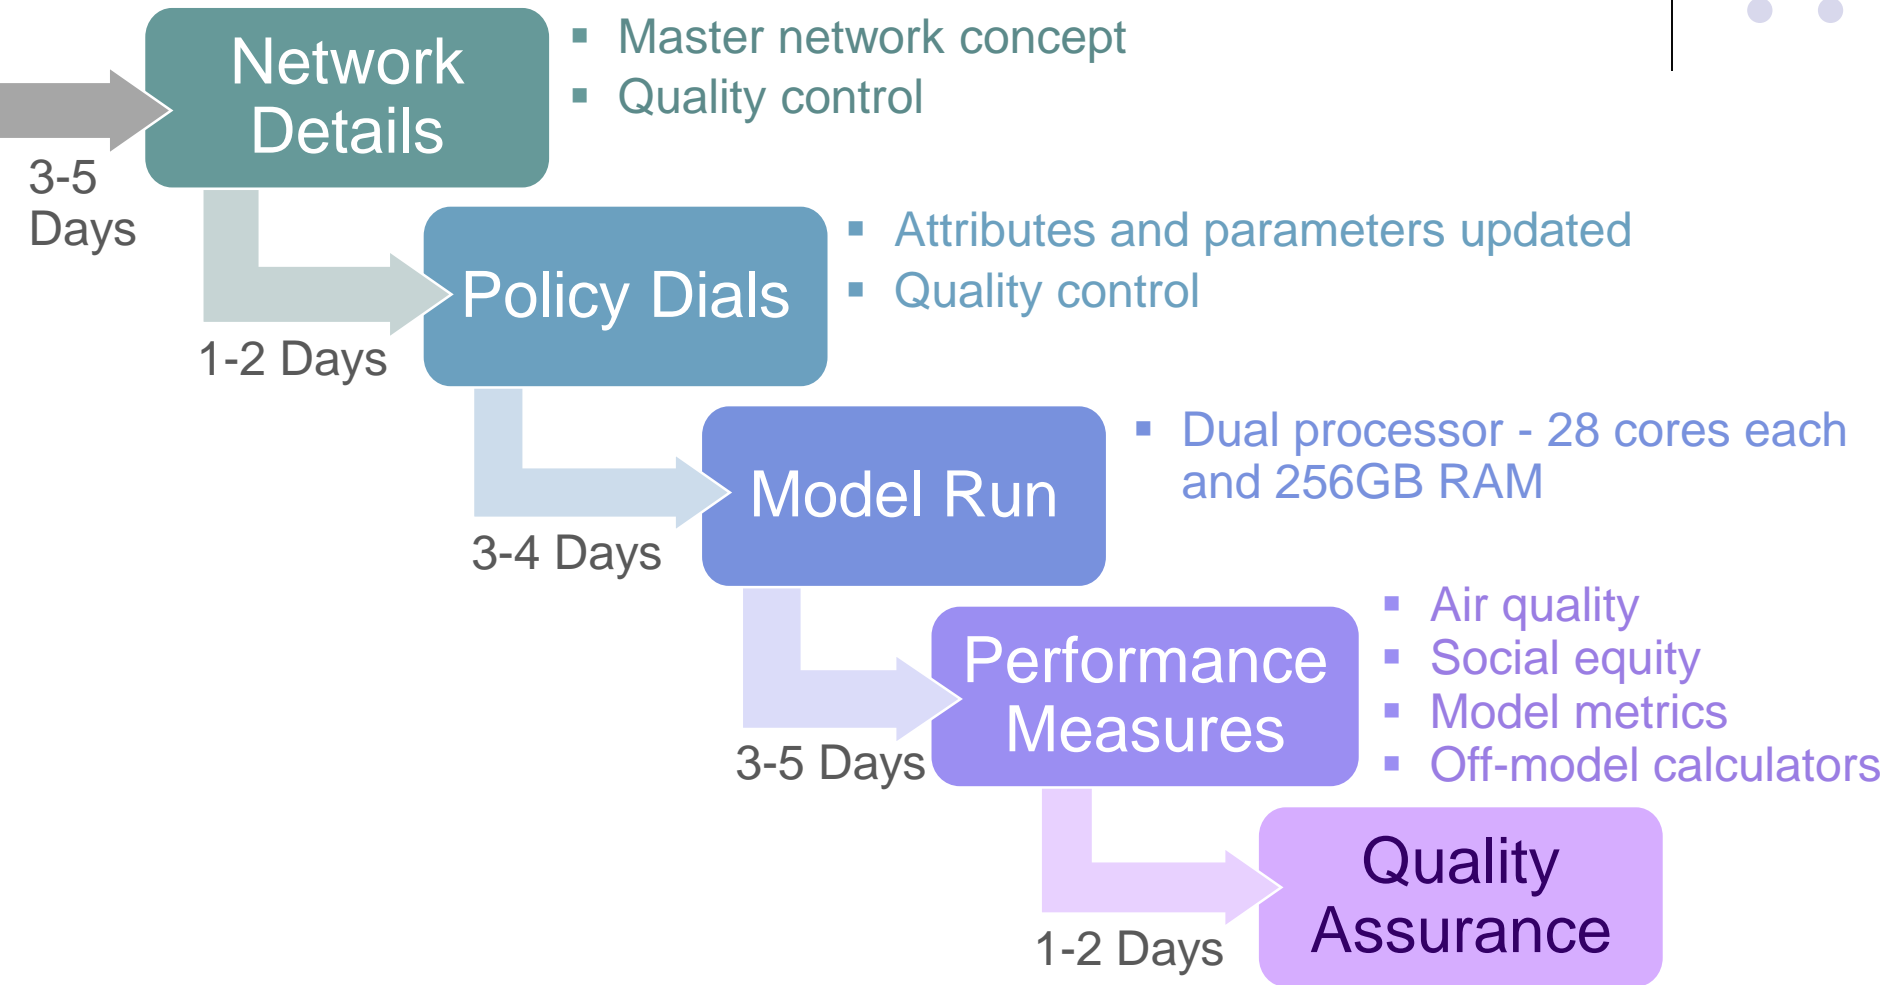 Network
Details
▪ Master network concept
▪ Quality control
3-5
Days
Policy Dials
▪ Attributes and parameters updated
▪ Quality control
1-2 Days
Model Run
▪ Dual processor - 28 cores each
and 256GB RAM
3-4 Days
Performance
Measures
▪ Air quality
▪ Social equity
▪ Model metrics
▪ Off-model calculators
3-5 Days
Quality
Assurance
1-2 Days